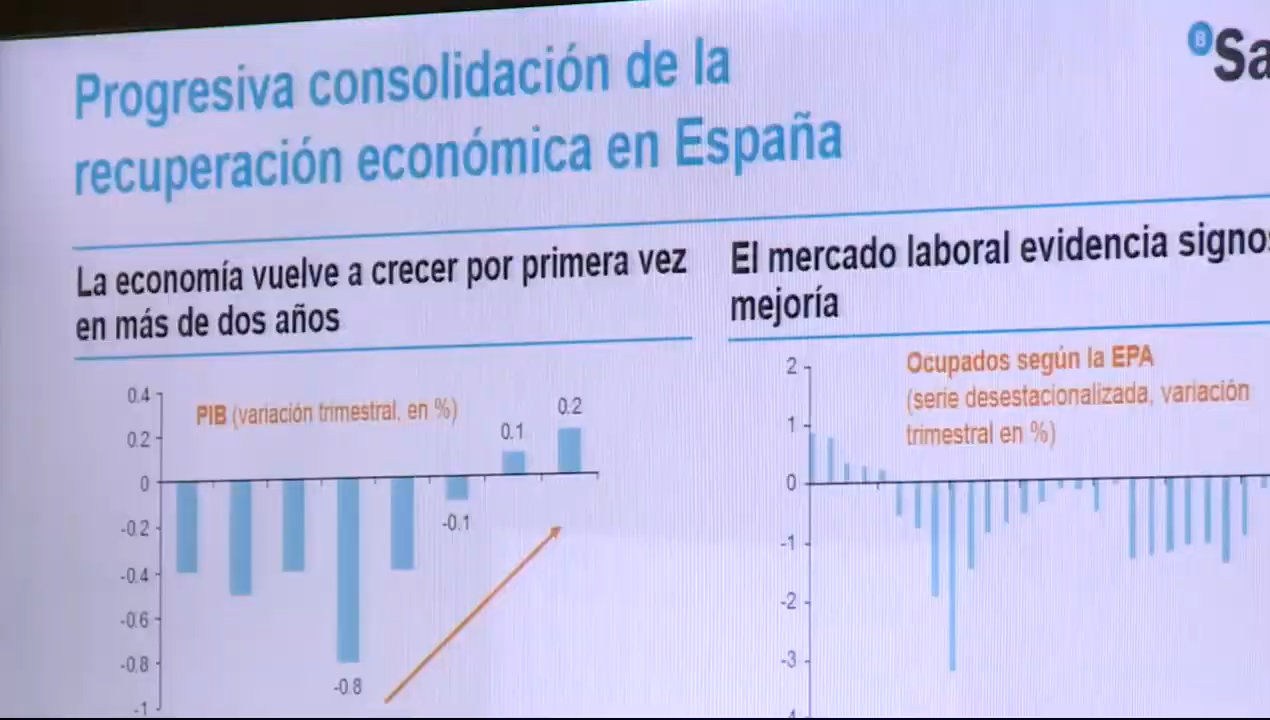 Progresiva consolidación de la
recuperación económica en España
B Sa
La economía vuelve a crecer por primera vez
en más de dos años
0.4
PIB (variación trimestral, en %)
0.2
0
-0.2
-0.4
-0.6
-0.8
-1
0.1
0.2
-0.1
-0.8
El mercado laboral evidencia signos
mejoría
2
Ocupados según la EPA
(serie desestacionalizada, variación
trimestral en %)
1
0
-1
-2
-3